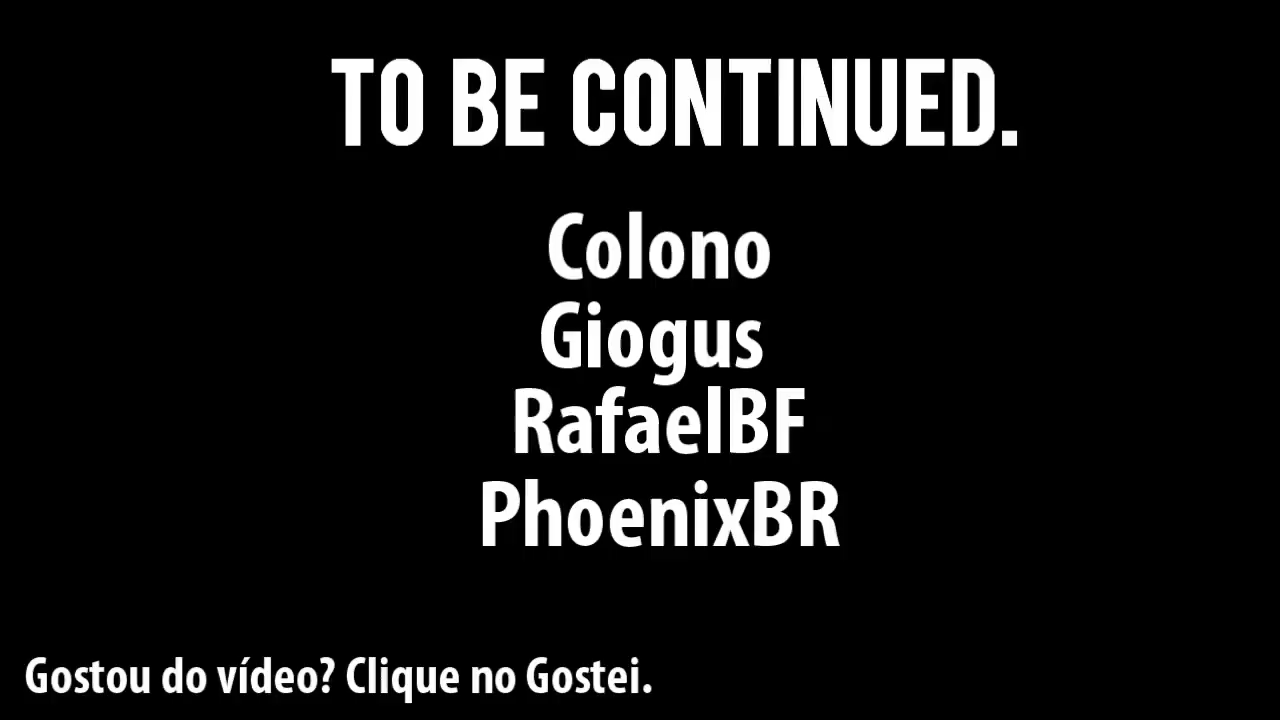 TO BE CONTINUED.
Colono
Giogus
RafaelBF
PhoenixBR
Gostou do vídeo? Clique no Gostei.